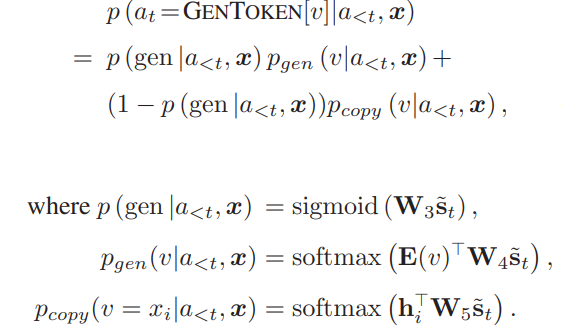 p (a_t = GENTOKEN[v]|a_{<t}, x)
= p (gen |a_{<t}, x) p_{gen} (v|a_{<t}, x) +
(1 − p (gen |a_{<t}, x))p_{copy} (v|a_{<t}, x) ,
where p (gen |a_{<t}, x) = sigmoid (W_3 s̃_t) ,
p_{gen}(v|a_{<t}, x) = softmax (E(v)^⊤ W_4 s̃_t) ,
p_{copy}(v = x_i|a_{<t}, x) = softmax (h_i^⊤ W_5 s̃_t) .